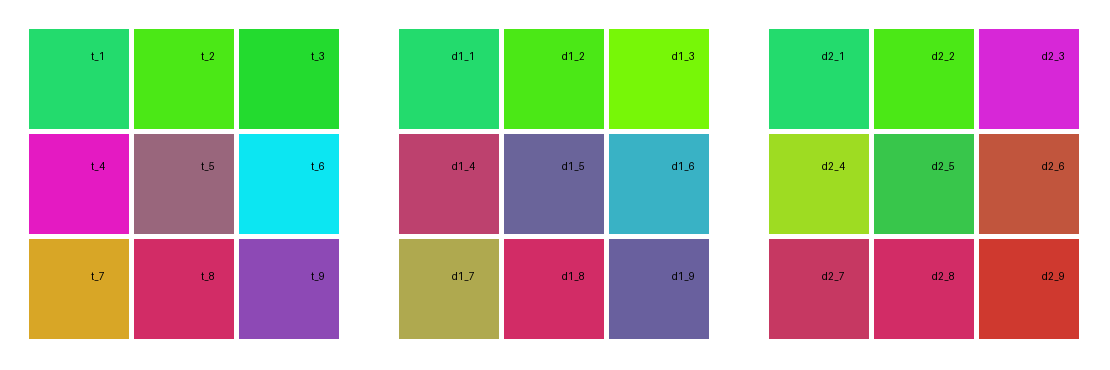 t_1 t_2 t_3 d1_1 d1_2 d1_3 d2_1 d2_2 d2_3
t_4 t_5 t_6 d1_4 d1_5 d1_6 d2_4 d2_5 d2_6
t_7 t_8 t_9 d1_7 d1_8 d1_9 d2_7 d2_8 d2_9